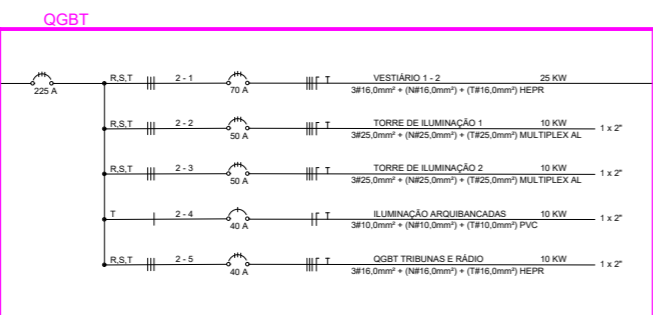 QGBT
225 A
R,S,T 2 - 1 70 A T VESTIÁRIO 1 - 2 25 KW
3#16,0mm² + (N#16,0mm²) + (T#16,0mm²) HEPR
R,S,T 2 - 2 50 A T TORRE DE ILUMINAÇÃO 1 10 KW 1 x 2"
3#25,0mm² + (N#25,0mm²) + (T#25,0mm²) MULTIPLEX AL
R,S,T 2 - 3 50 A T TORRE DE ILUMINAÇÃO 2 10 KW 1 x 2"
3#25,0mm² + (N#25,0mm²) + (T#25,0mm²) MULTIPLEX AL
T 2 - 4 40 A T ILUMINAÇÃO ARQUIBANCADAS 10 KW 1 x 2"
3#10,0mm² + (N#10,0mm²) + (T#10,0mm²) PVC
R,S,T 2 - 5 40 A T QGBT TRIBUNAS E RÁDIO 10 KW 1 x 2"
3#16,0mm² + (N#16,0mm²) + (T#16,0mm²) HEPR